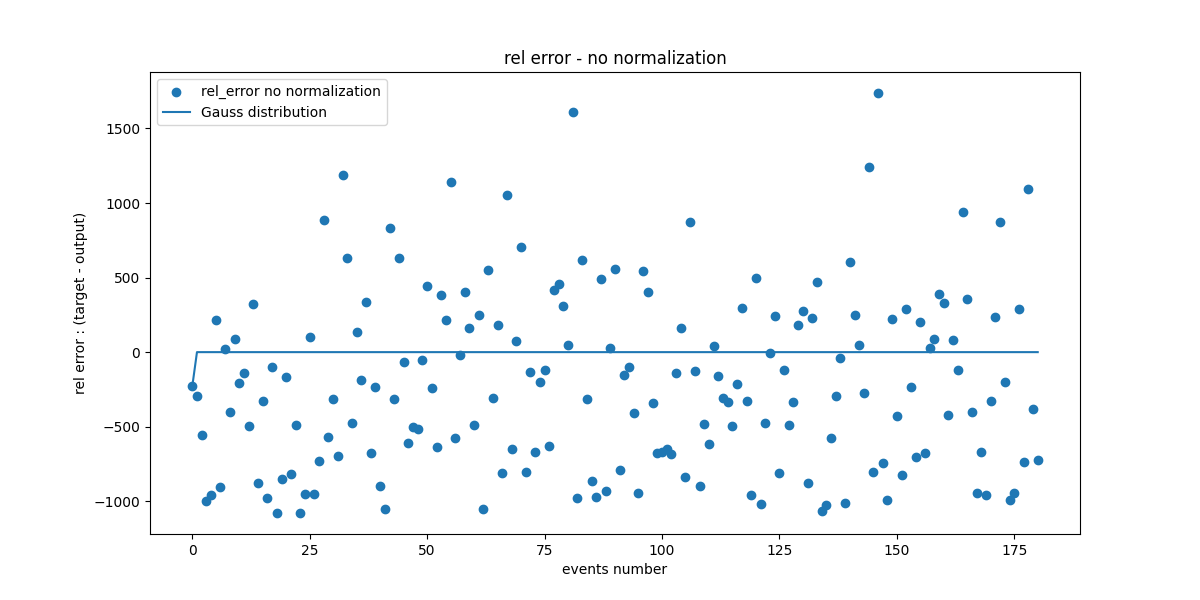 rel error - no normalization
rel_error no normalization
Gauss distribution
1500
1000
500
0
−500
−1000
rel error : (target - output)
0 25 50 75 100 125 150 175
events number